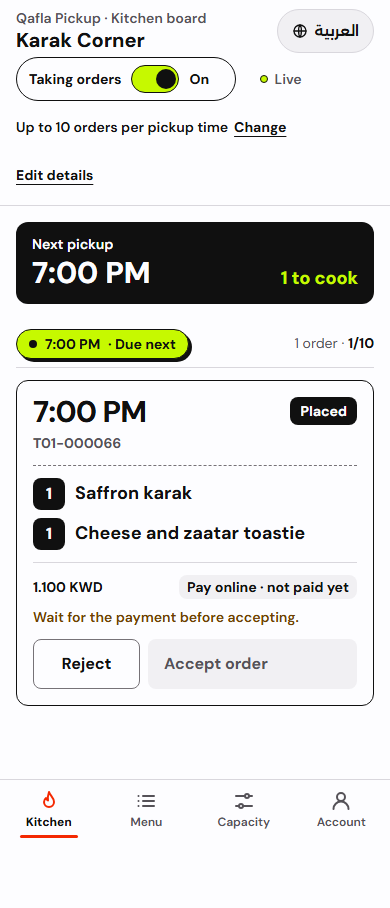 Qafla Pickup · Kitchen board
Karak Corner
العربية
Taking orders On
Live
Up to 10 orders per pickup time Change
Edit details
Next pickup
7:00 PM
1 to cook
7:00 PM · Due next
1 order · 1/10
7:00 PM
Placed
T01-000066
1 Saffron karak
1 Cheese and zaatar toastie
1.100 KWD
Pay online · not paid yet
Wait for the payment before accepting.
Reject
Accept order
Kitchen
Menu
Capacity
Account